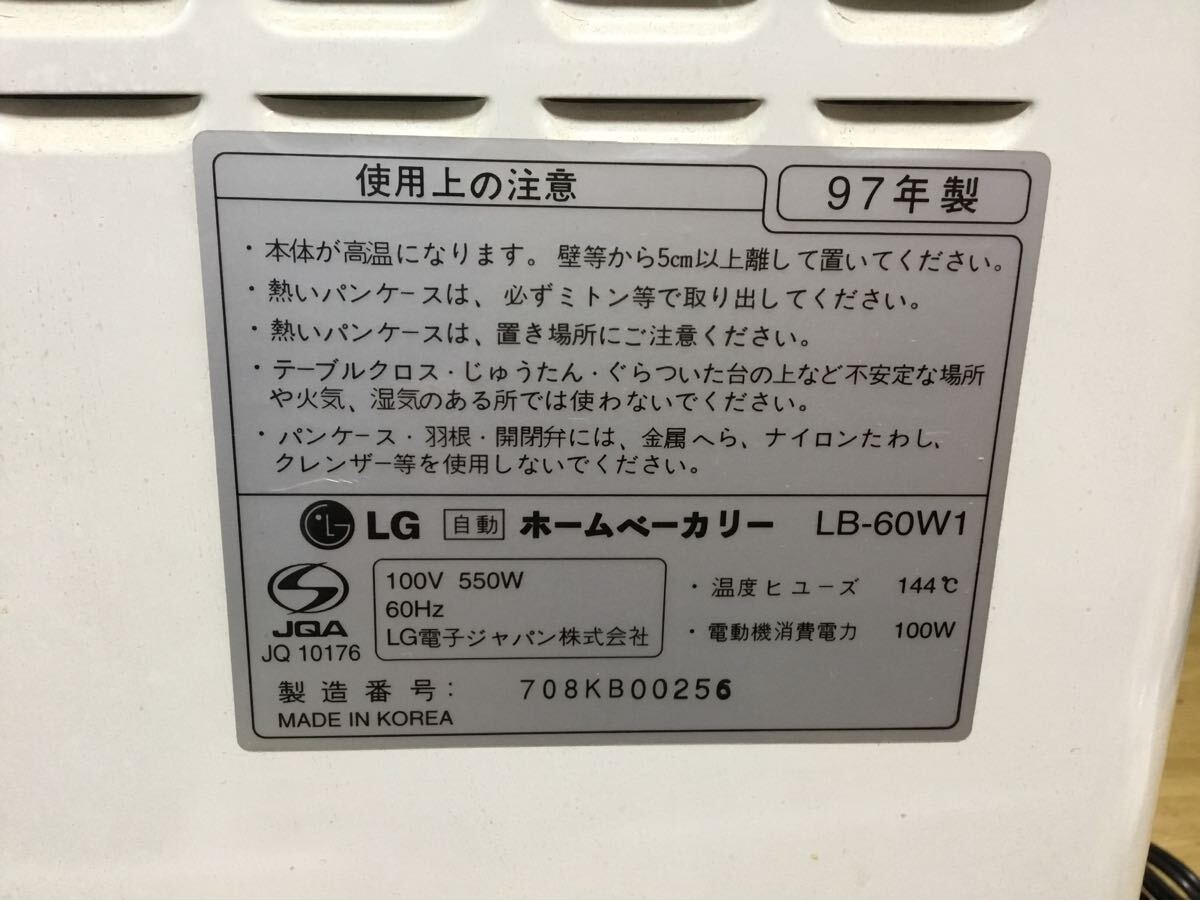 使用上の注意
97年製
・本体が高温になります。壁等から5cm以上離して置いてください。
・熱いパンケースは、必ずミトン等で取り出してください。
・熱いパンケースは、置き場所にご注意ください。
・テーブルクロス・じゅうたん・ぐらついた台の上など不安定な場所
や火気、湿気のある所では使わないでください。
・パンケース・羽根・開閉弁には、金属へら、ナイロンたわし、
クレンザー等を使用しないでください。
LG 自動 ホームベーカリー LB-60W1
JQA
JQ 10176
100V 550W
60Hz
LG電子ジャパン株式会社
・温度ヒューズ 144℃
・電動機消費電力 100W
製造番号: 708KB00256
MADE IN KOREA